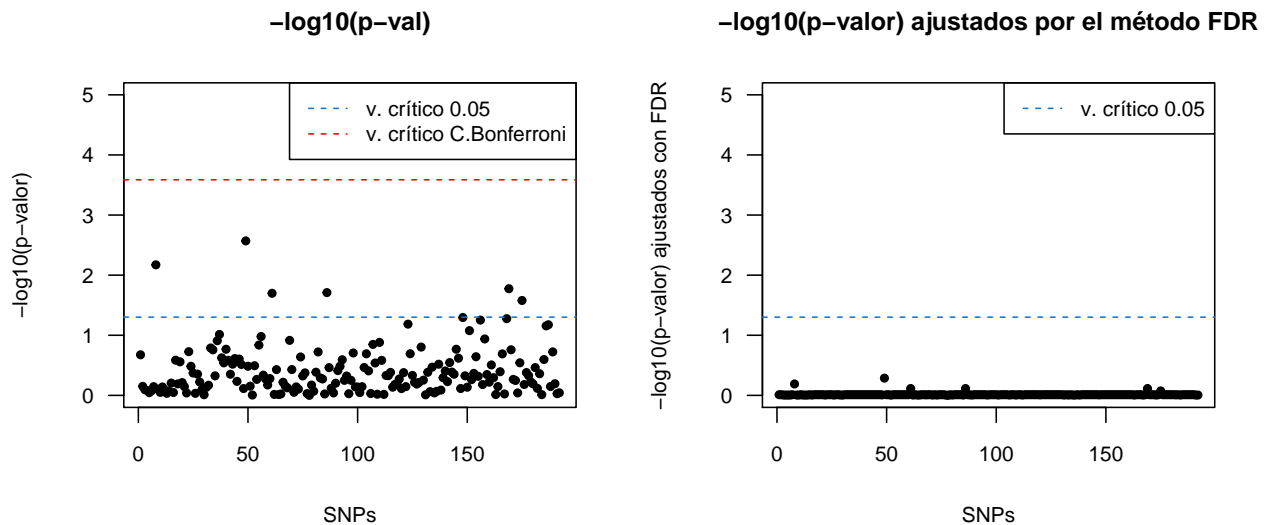 −log10(p−val)
−log10(p−valor)
5
4
3
2
1
0
v. crítico 0.05
v. crítico C.Bonferroni
0 50 100 150
SNPs
−log10(p−valor) ajustados por el método FDR
−log10(p−valor) ajustados con FDR
5
4
3
2
1
0
v. crítico 0.05
0 50 100 150
SNPs